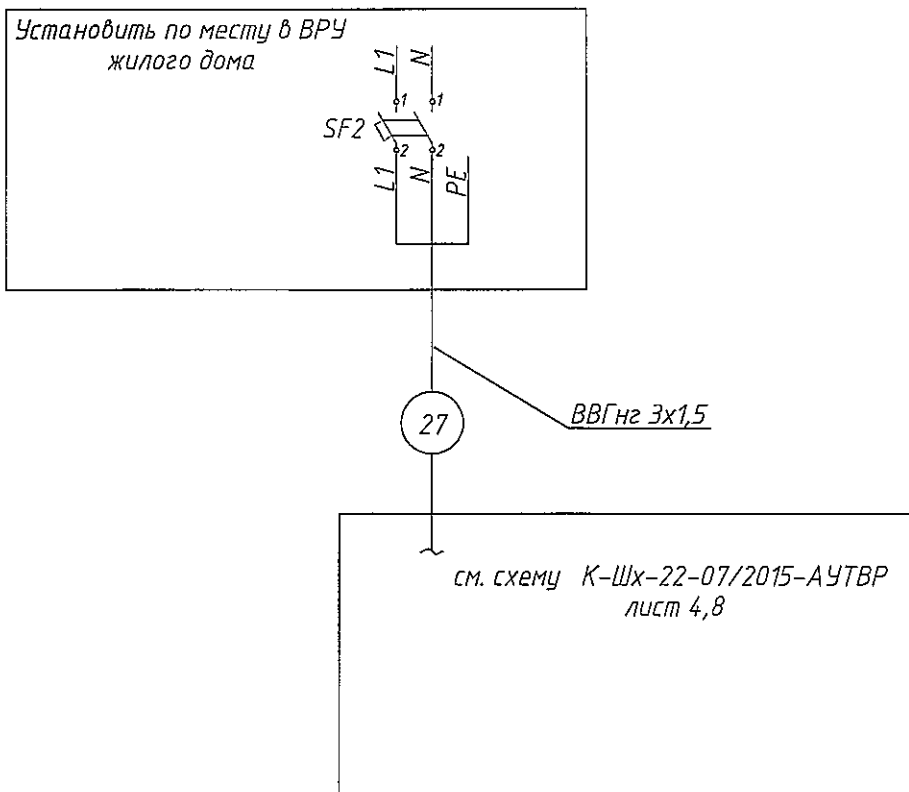 Установить по месту в ВРУ
жилого дома
L1 N
1 1
SF2
2 2
L1 N PE
27
ВВГнг 3х1,5
см. схему К-Шх-22-07/2015-АУТВР
лист 4,8